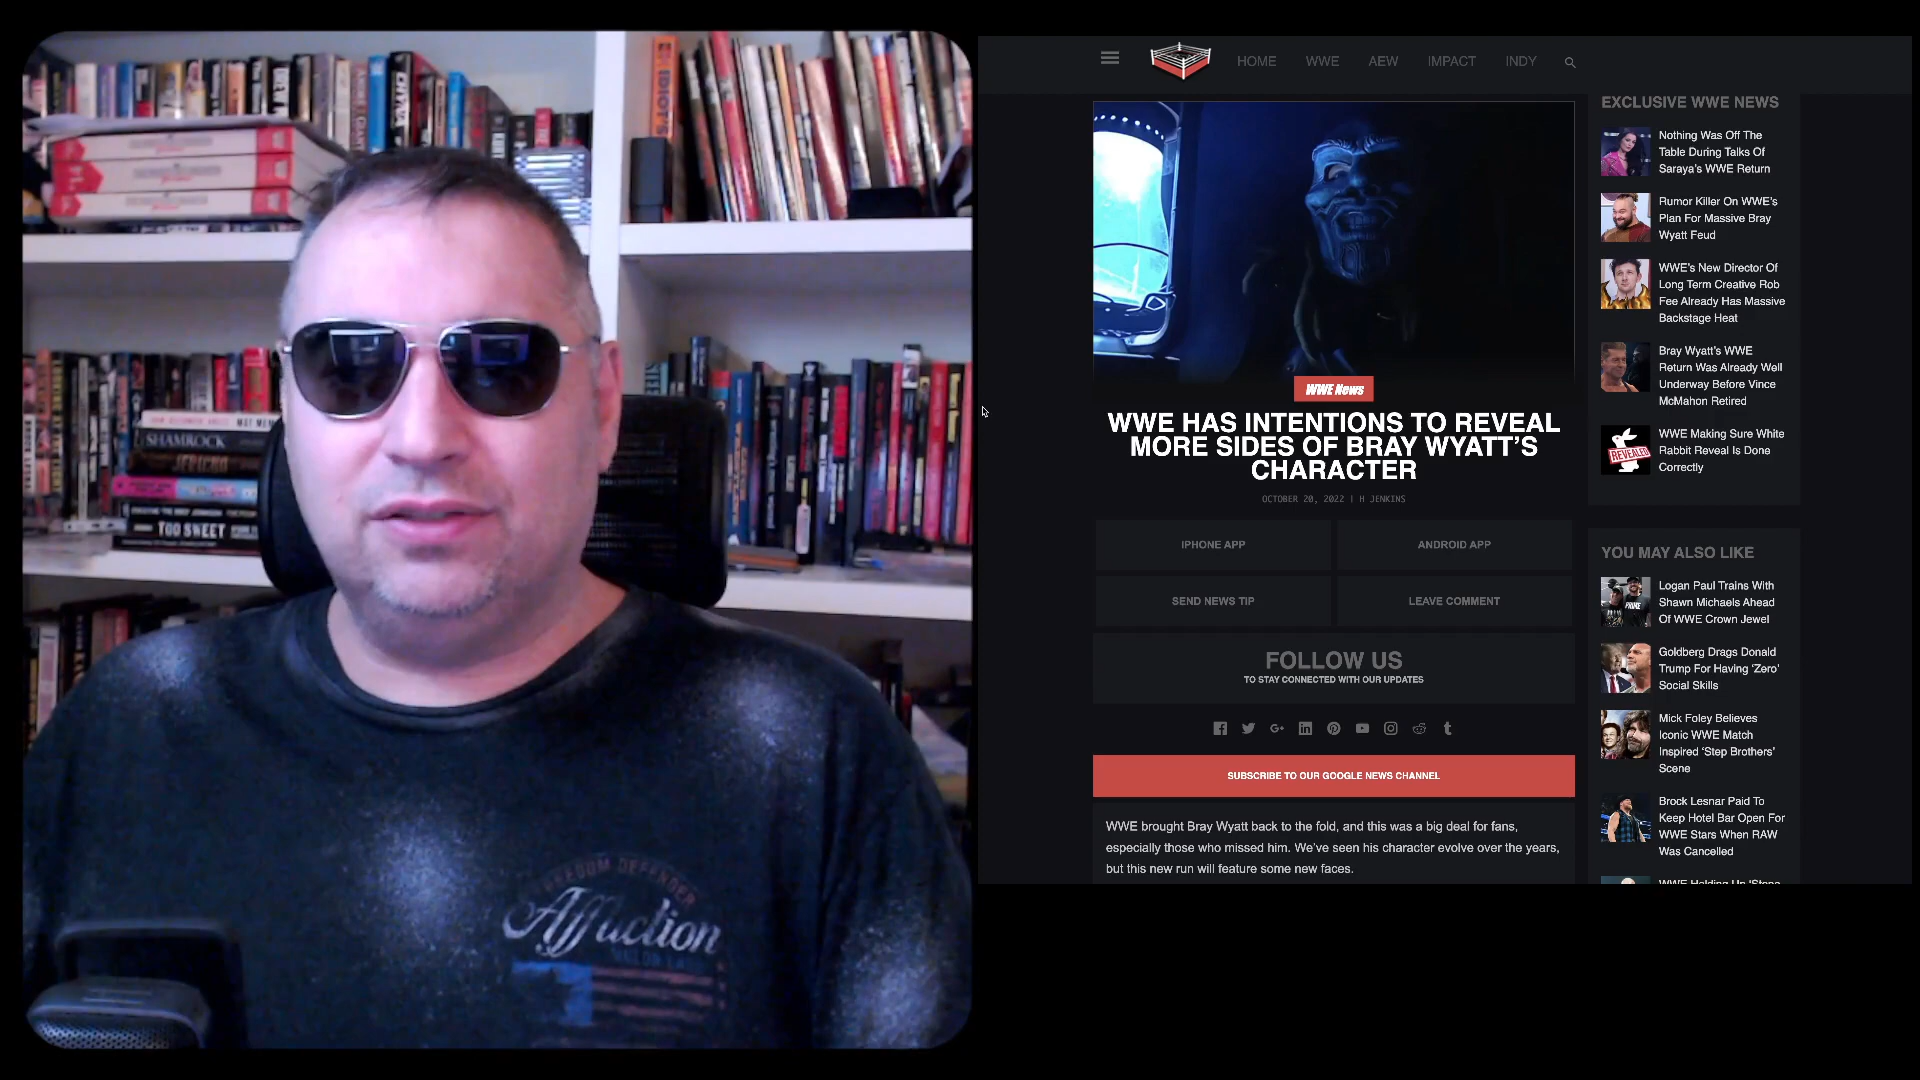 IDIOT'S
CHYNA
SHAMROCK
JERICHO
TOO SWEET
FREEDOM DEFENDER
Affliction
HOME
WWE
AEW
IMPACT
INDY
WWE News
WWE HAS INTENTIONS TO REVEAL
MORE SIDES OF BRAY WYATT'S
CHARACTER
OCTOBER 20, 2022 | H JENKINS
IPHONE APP
ANDROID APP
SEND NEWS TIP
LEAVE COMMENT
FOLLOW US
TO STAY CONNECTED WITH OUR UPDATES
SUBSCRIBE TO OUR GOOGLE NEWS CHANNEL
WWE brought Bray Wyatt back to the fold, and this was a big deal for fans,
especially those who missed him. We've seen his character evolve over the years,
but this new run will feature some new faces.
EXCLUSIVE WWE NEWS
Nothing Was Off The
Table During Talks Of
Saraya's WWE Return
Rumor Killer On WWE's
Plan For Massive Bray
Wyatt Feud
WWE's New Director Of
Long Term Creative Rob
Fee Already Has Massive
Backstage Heat
Bray Wyatt's WWE
Return Was Already Well
Underway Before Vince
McMahon Retired
REVEALED
WWE Making Sure White
Rabbit Reveal Is Done
Correctly
YOU MAY ALSO LIKE
PRIME
Logan Paul Trains With
Shawn Michaels Ahead
Of WWE Crown Jewel
Goldberg Drags Donald
Trump For Having 'Zero'
Social Skills
Mick Foley Believes
Iconic WWE Match
Inspired 'Step Brothers'
Scene
Brock Lesnar Paid To
Keep Hotel Bar Open For
WWE Stars When RAW
Was Cancelled